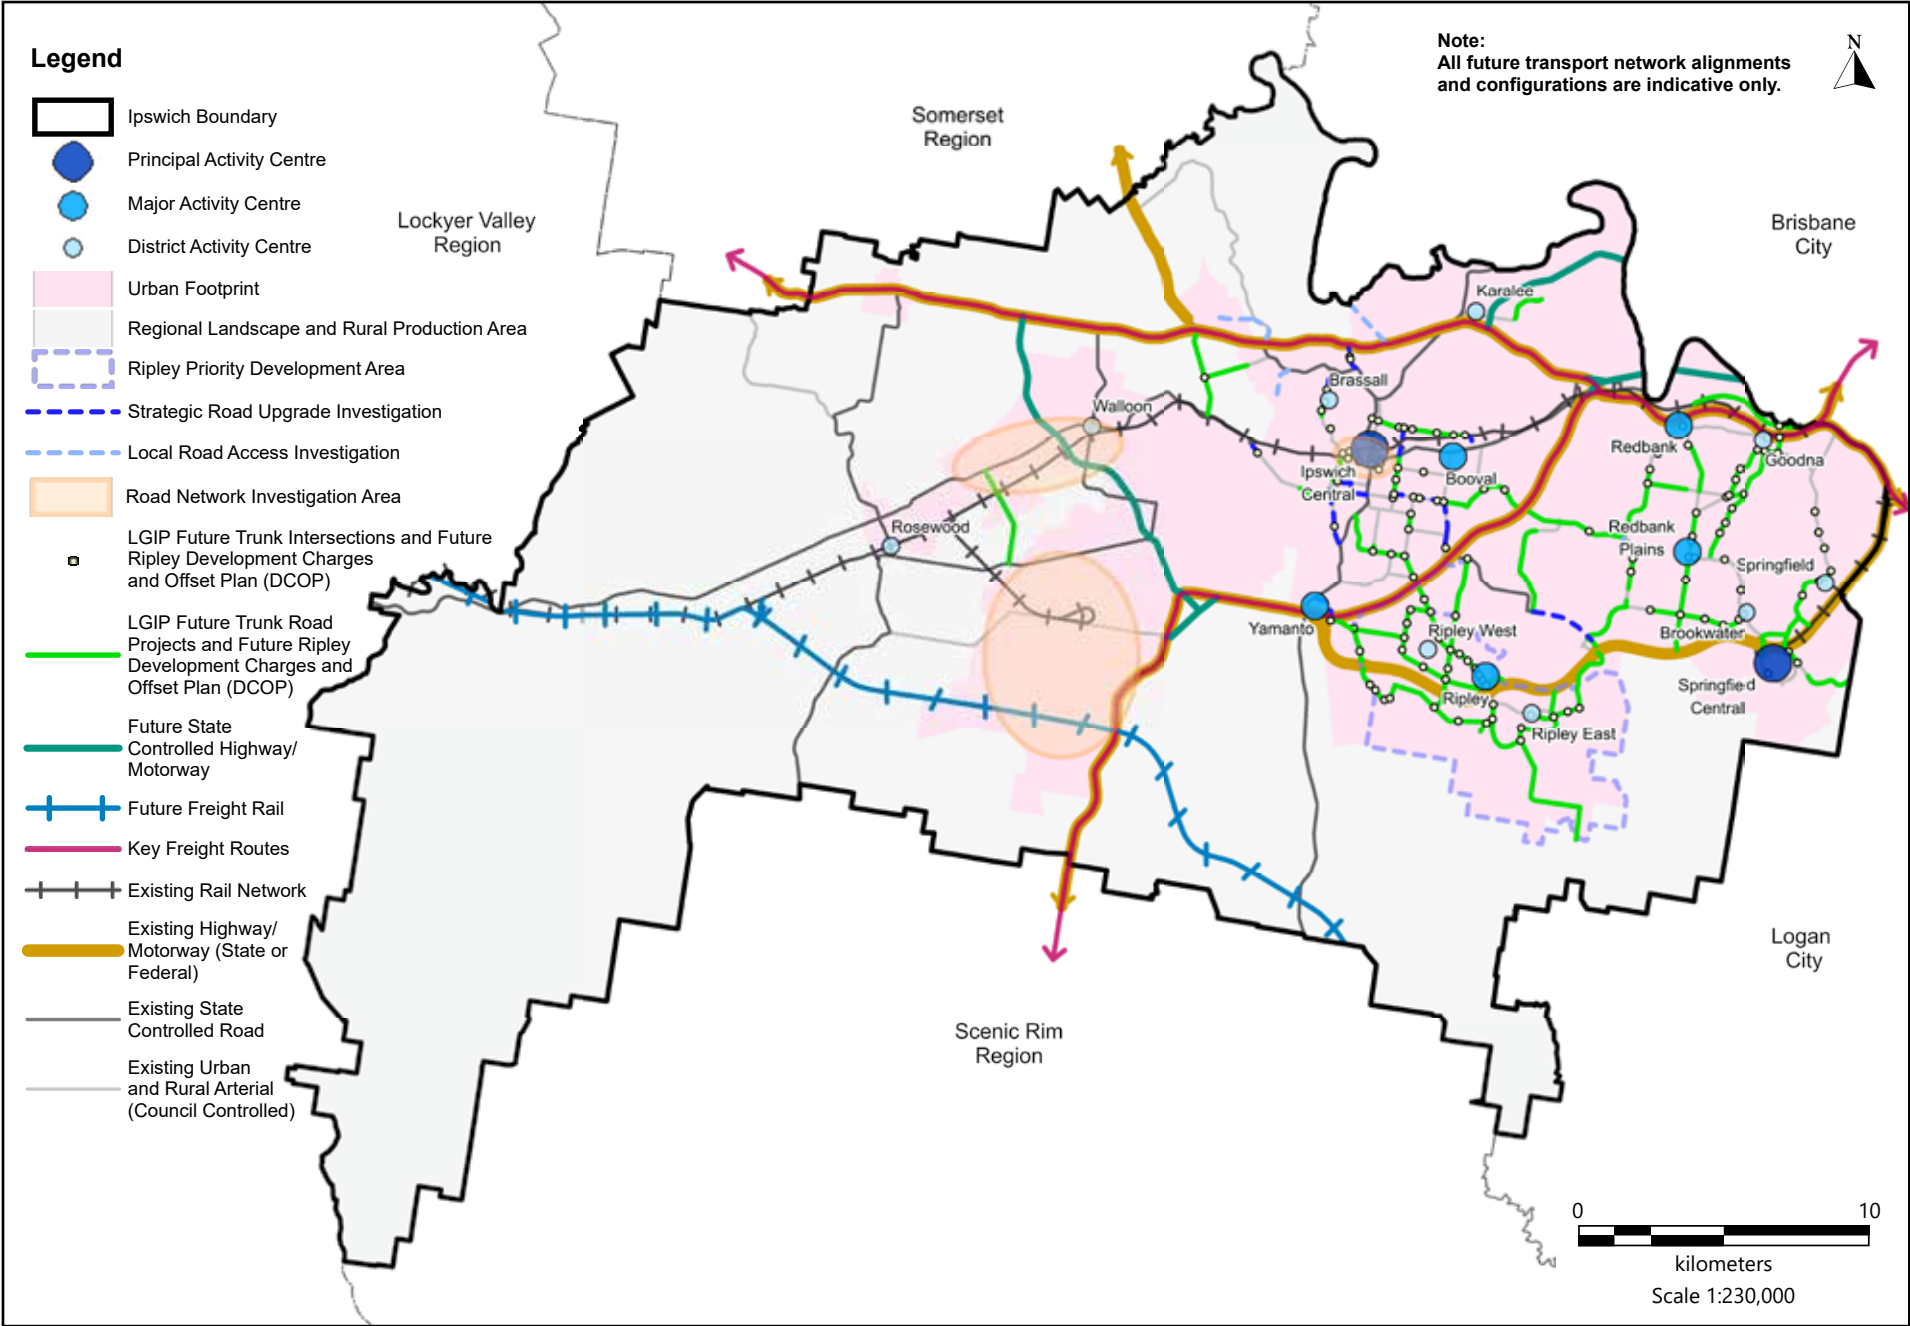 Legend
Ipswich Boundary
Principal Activity Centre
Major Activity Centre
District Activity Centre
Urban Footprint
Regional Landscape and Rural Production Area
Ripley Priority Development Area
Strategic Road Upgrade Investigation
Local Road Access Investigation
Road Network Investigation Area
LGIP Future Trunk Intersections and Future
Ripley Development Charges
and Offset Plan (DCOP)
LGIP Future Trunk Road
Projects and Future Ripley
Development Charges and
Offset Plan (DCOP)
Future State
Controlled Highway/
Motorway
Future Freight Rail
Key Freight Routes
Existing Rail Network
Existing Highway/
Motorway (State or
Federal)
Existing State
Controlled Road
Existing Urban
and Rural Arterial
(Council Controlled)
Note:
All future transport network alignments
and configurations are indicative only.
N
Somerset
Region
Lockyer Valley
Region
Brisbane
City
Karalee
Brassall
Walloon
Ipswich
Central
Booval
Redbank
Goodna
Rosewood
Redbank
Plains
Springfield
Yamanto
Ripley West
Brookwater
Ripley
Springfield
Central
Ripley East
Logan
City
Scenic Rim
Region
0 10
kilometers
Scale 1:230,000